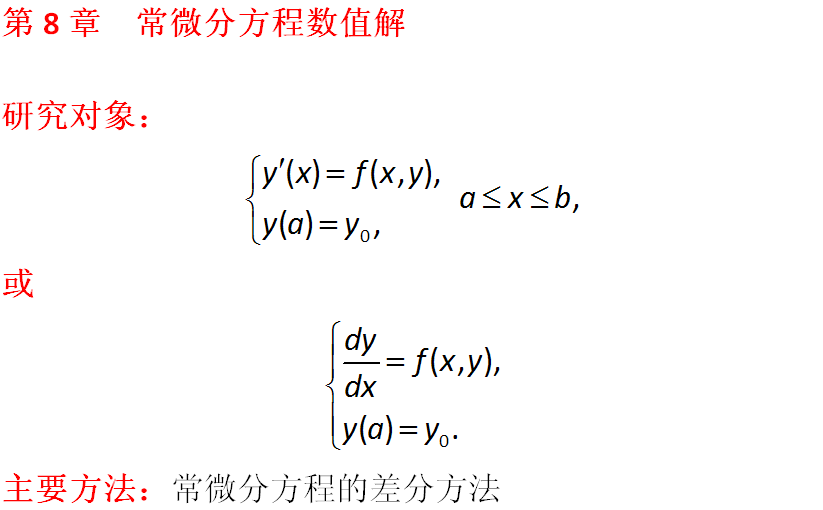 第 8 章 常微分方程数值解
研究对象：
{ y′(x) = f(x,y),
y(a) = y₀, a ≤ x ≤ b,
或
{ dy/dx = f(x,y),
y(a) = y₀.
主要方法：常微分方程的差分方法